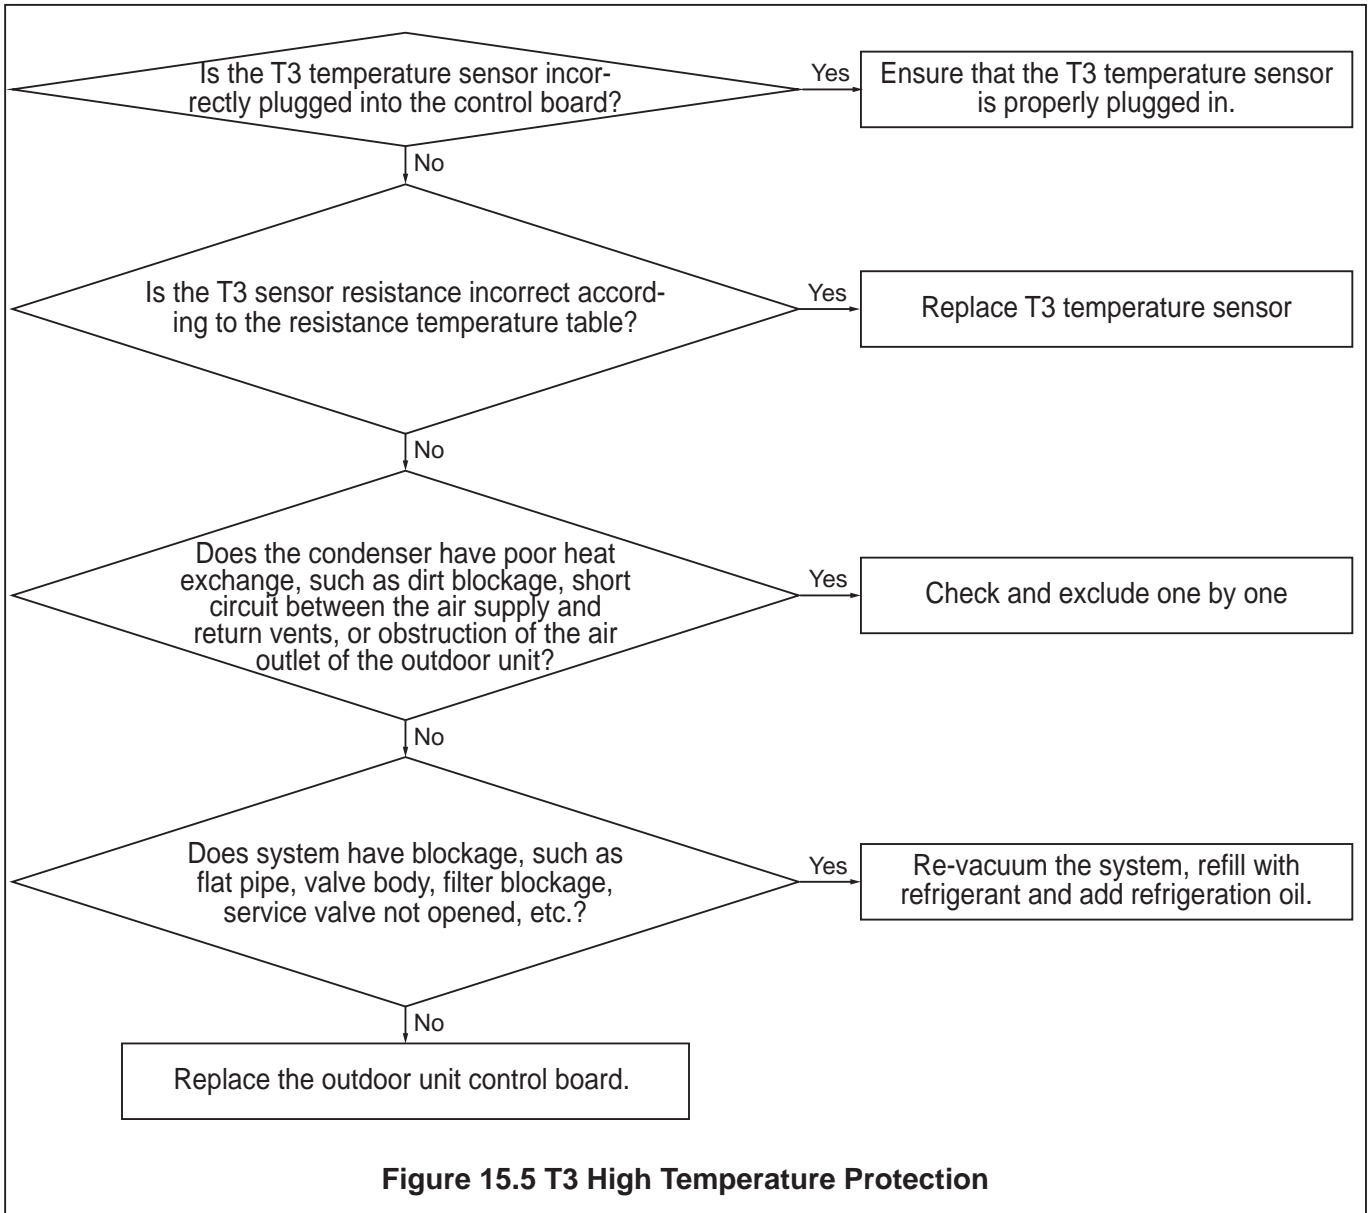 Is the T3 temperature sensor incor-
rectly plugged into the control board?
Yes
Ensure that the T3 temperature sensor
is properly plugged in.
No
Is the T3 sensor resistance incorrect accord-
ing to the resistance temperature table?
Yes
Replace T3 temperature sensor
No
Does the condenser have poor heat
exchange, such as dirt blockage, short
circuit between the air supply and
return vents, or obstruction of the air
outlet of the outdoor unit?
Yes
Check and exclude one by one
No
Does system have blockage, such as
flat pipe, valve body, filter blockage,
service valve not opened, etc.?
Yes
Re-vacuum the system, refill with
refrigerant and add refrigeration oil.
No
Replace the outdoor unit control board.
Figure 15.5 T3 High Temperature Protection